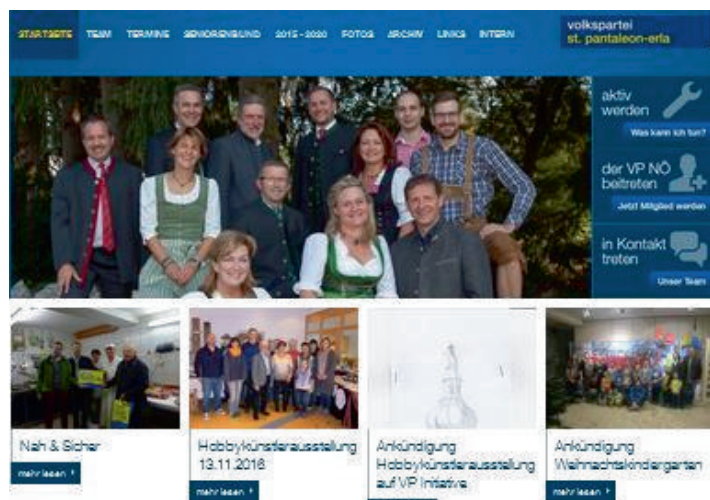 STARTSEITE TEAM TERMINE SENIORENBUND 2015 - 2020 FOTOS ARCHIV LINKS INTERN
volkspartei
st. pantaleon-erla
aktiv
werden
Was kann ich tun?
der VP NÖ
beitreten
Jetzt Mitglied werden
in Kontakt
treten
Unser Team
Nah & Sicher
mehr lesen
Hobbykünstlerausstellung
13.11.2016
mehr lesen
Ankündigung
Hobbykünstlerausstellung
auf VP Initiative
Ankündigung
Weihnachtskindergarten
mehr lesen